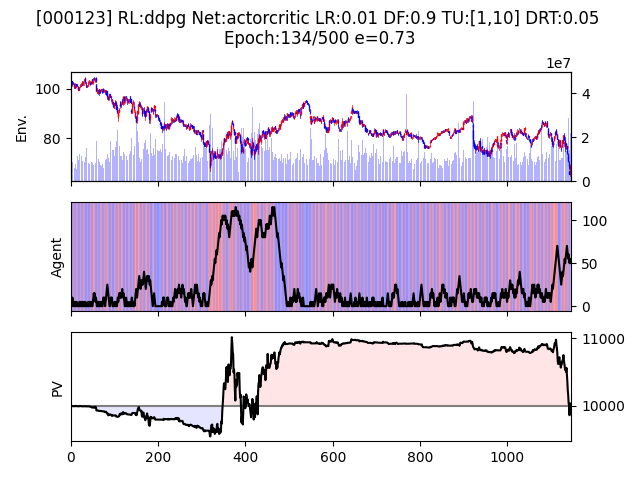 [000123] RL:ddpg Net:actorcritic LR:0.01 DF:0.9 TU:[1,10] DRT:0.05
Epoch:134/500 e=0.73
1e7
Env.
100
80
4
2
0
Agent
100
50
0
PV
11000
10000
0 200 400 600 800 1000